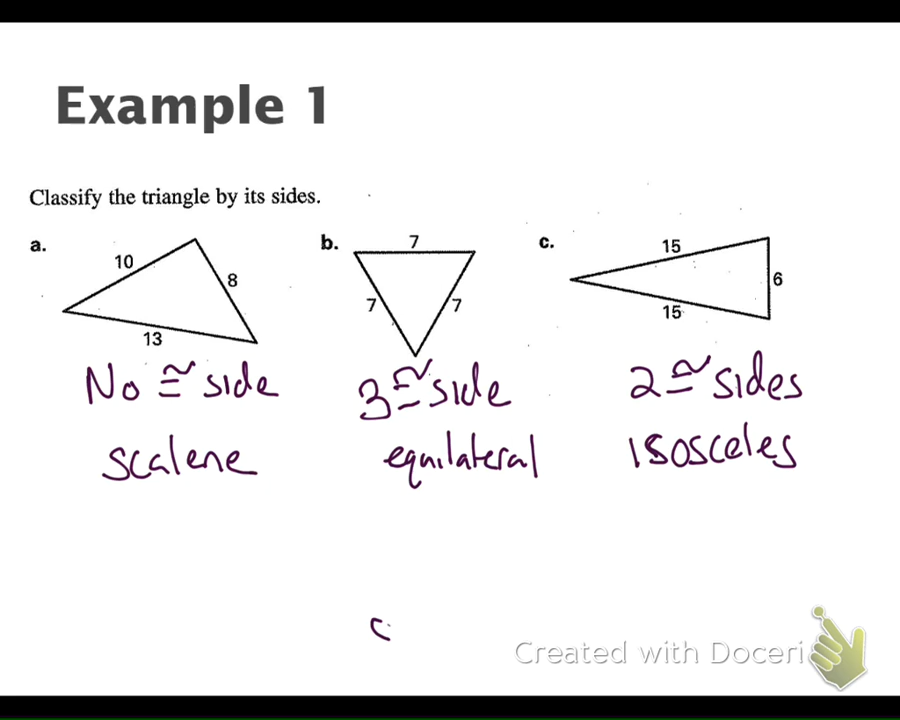 Example 1
Classify the triangle by its sides.
a.
10
8
13
b.
7
7
7
c.
15
6
15
No ≅ side
scalene
3 ≅ side
equilateral
2 ≅ sides
isosceles
Created with Doceri